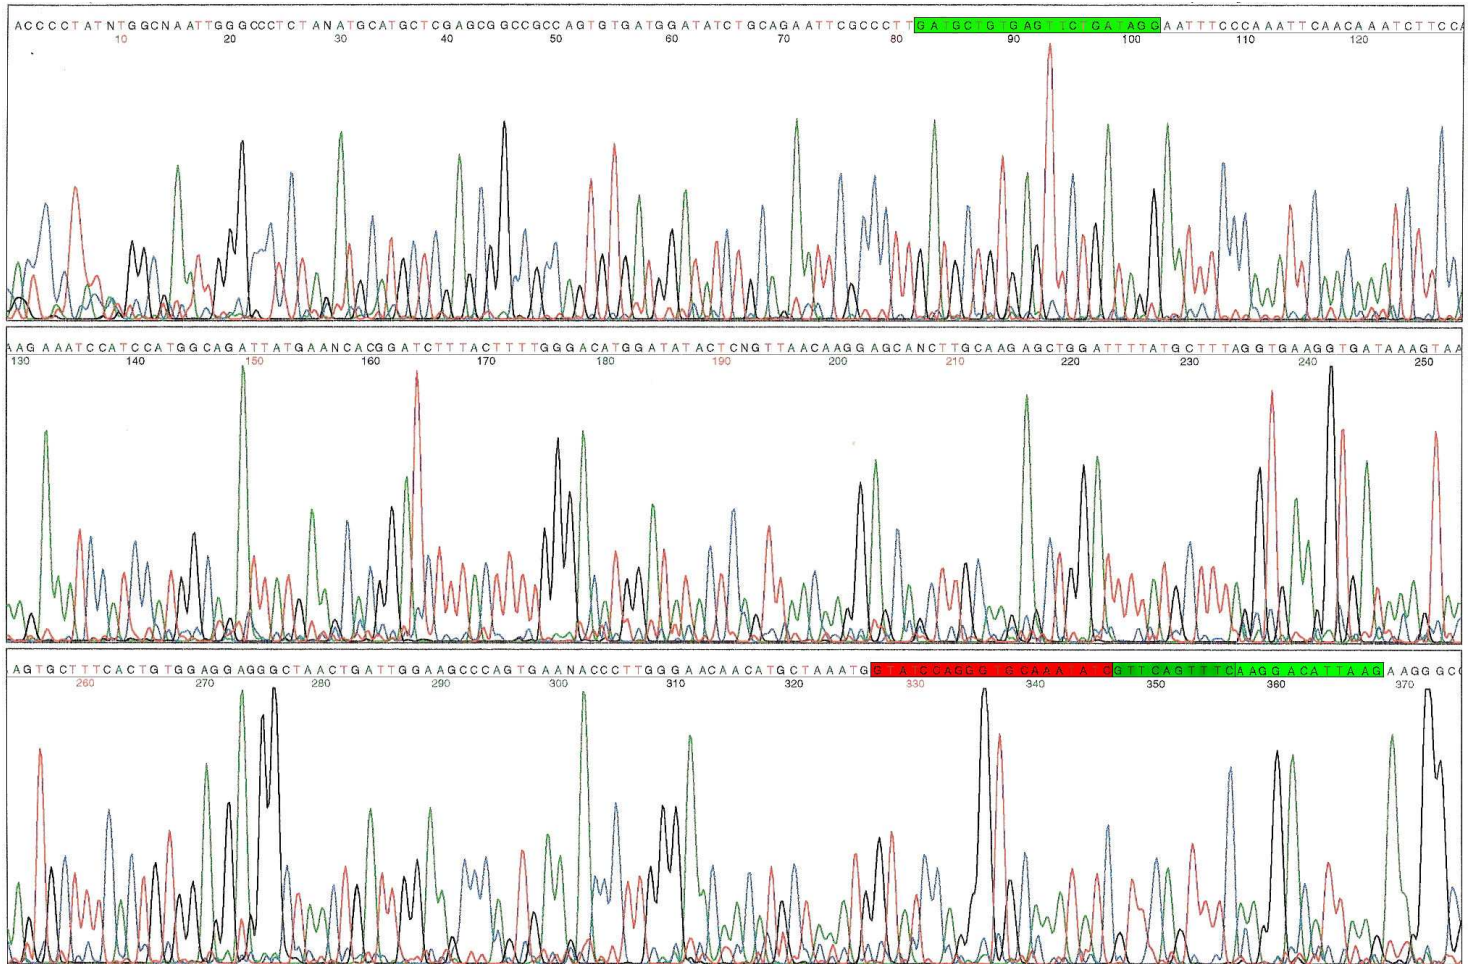 ACCCCTATNTGGCNAATTGGGCCCTCTANATGCATGCTCGAGCGGCCGCCAGTGTGATGGATATCTGCAGAATTCGCCCTTGATGCTGTGAGTTCTGATAGGAATTTCCCAAATTCAACAAATCTTCCA
10 20 30 40 50 60 70 80 90 100 110 120
AAGAAATCCATCCATGGCAGATTATGAANCACGGATCTTTACTTTTGGGACATGGATATACTCNGTTAACAAGGAGCANCTTGCAAGAGCTGGATTTTATGCTTTAGGTGAAGGTGATAAAGTAA
130 140 150 160 170 180 190 200 210 220 230 240 250
AGTGCTTTCACTGTGGAGGAGGGCTAACTGATTGGAAGCCCAGTGAANACCCTTGGGAACAACATGCTAAATGGTATCCAGGGTGCAAATATCGTTCAGTTTTCAAGGACATTAAGAAGGGCG
260 270 280 290 300 310 320 330 340 350 360 370